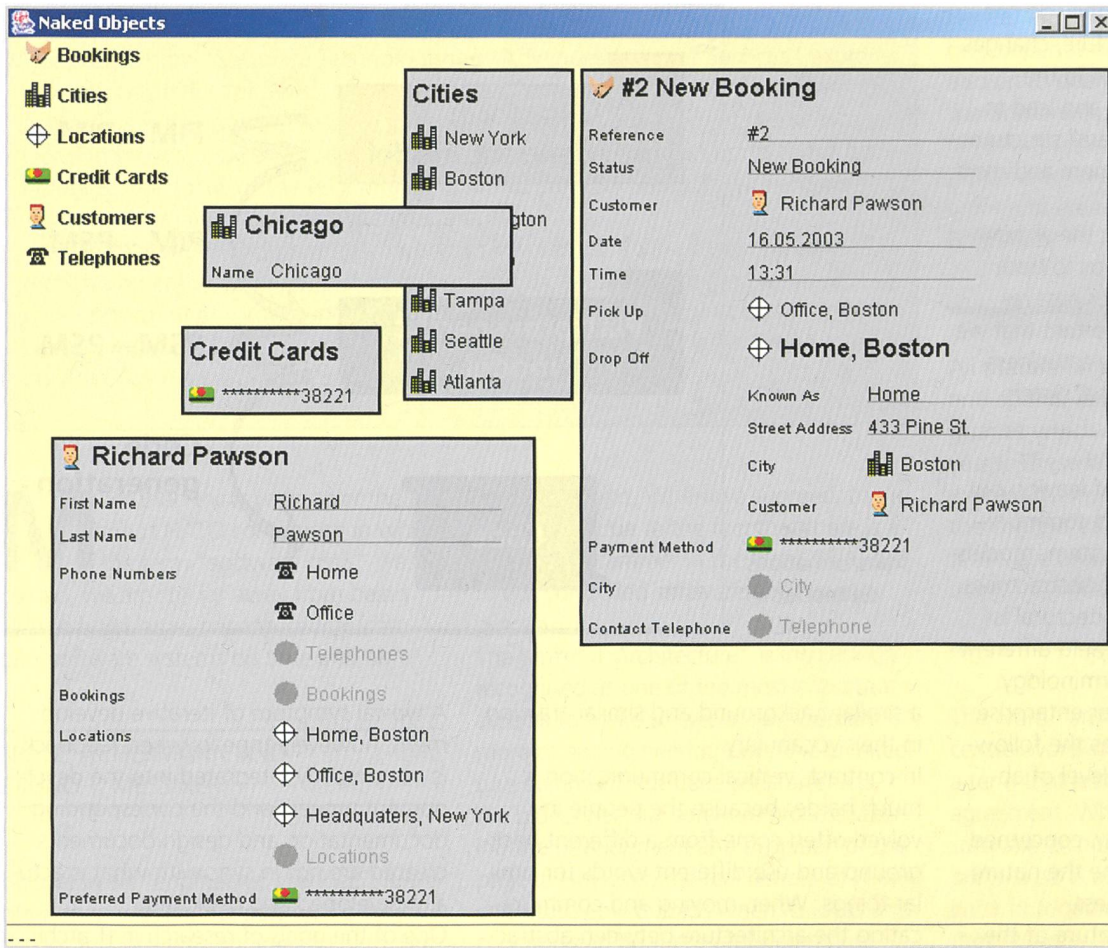 Naked Objects
Bookings
Cities
Locations
Credit Cards
Customers
Telephones
Cities
New York
Boston
gton
Tampa
Seattle
Atlanta
Chicago
Name Chicago
Credit Cards
**********38221
#2 New Booking
Reference #2
Status New Booking
Customer Richard Pawson
Date 16.05.2003
Time 13:31
Pick Up Office, Boston
Drop Off Home, Boston
Known As Home
Street Address 433 Pine St.
City Boston
Customer Richard Pawson
Payment Method **********38221
City City
Contact Telephone Telephone
Richard Pawson
First Name Richard
Last Name Pawson
Phone Numbers Home
Office
Telephones
Bookings Bookings
Locations Home, Boston
Office, Boston
Headquaters, New York
Locations
Preferred Payment Method **********38221
---